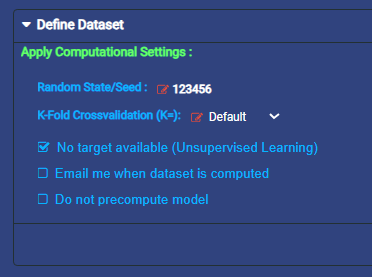 Define Dataset
Apply Computational Settings :
Random State/Seed : 123456
K-Fold Crossvalidation (K=): Default
No target available (Unsupervised Learning)
Email me when dataset is computed
Do not precompute model